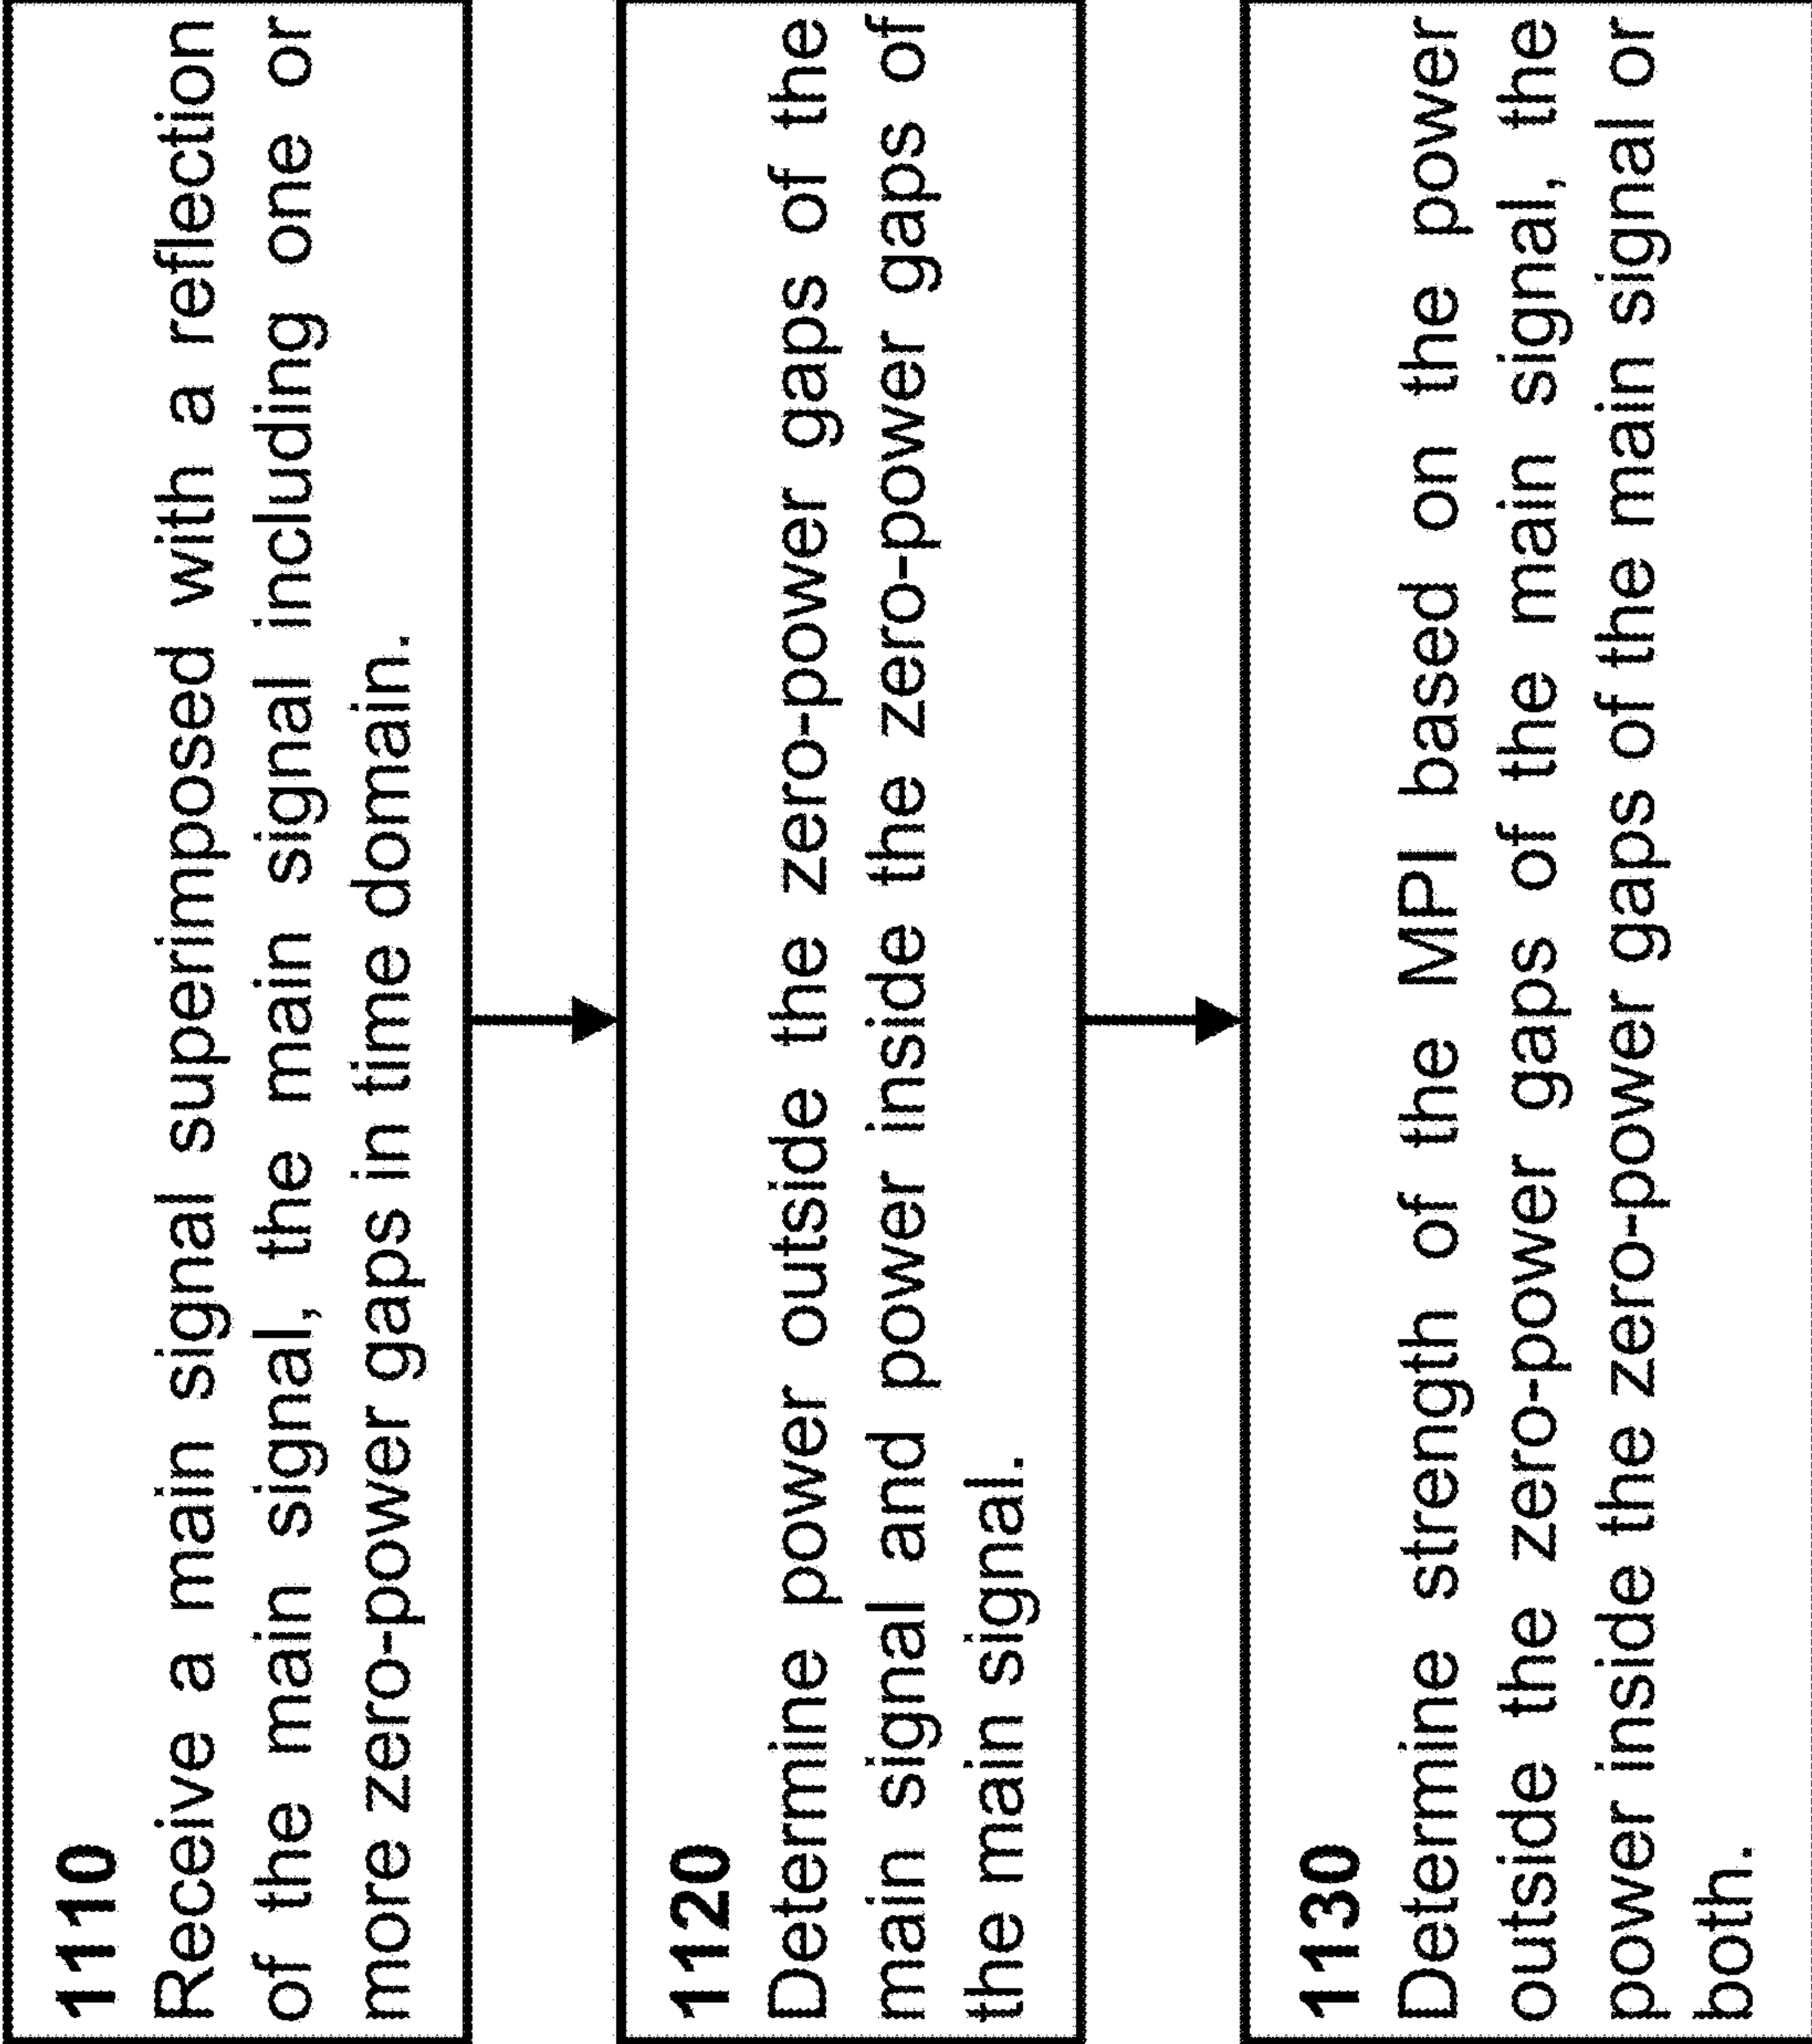 1110
Receive a main signal superimposed with a reflection
of the main signal, the main signal including one or
more zero-power gaps in time domain.
1120
Determine power outside the zero-power gaps of the
main signal and power inside the zero-power gaps of
the main signal.
1130
Determine strength of the MPI based on the power
outside the zero-power gaps of the main signal, the
power inside the zero-power gaps of the main signal or
both.